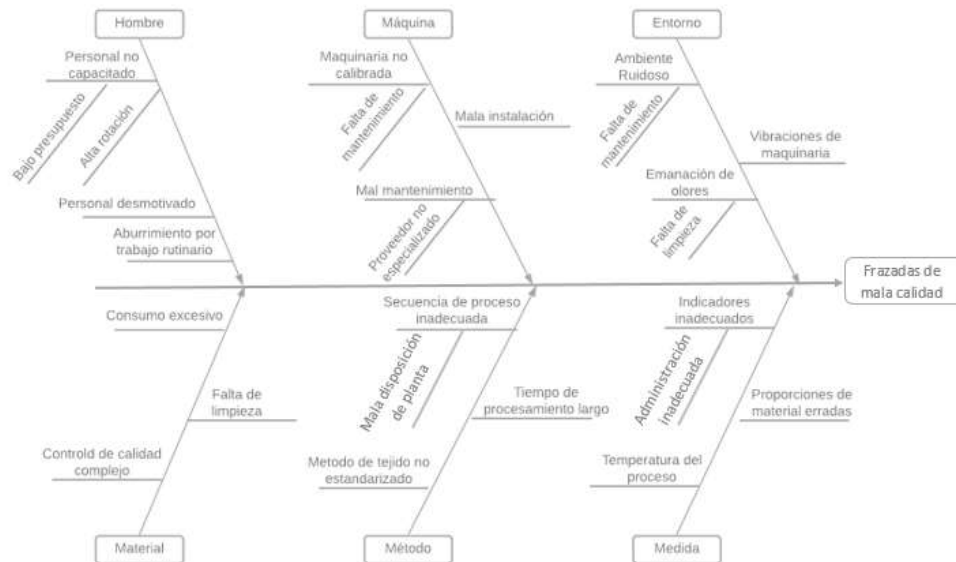 Hombre
Máquina
Entorno
Personal no
capacitado
Bajo presupuesto
Alta rotación
Personal desmotivado
Aburrimiento por
trabajo rutinario
Maquinaria no
calibrada
Falta de
mantenimiento
Mala instalación
Mal mantenimiento
Proveedor no
especializado
Ambiente
Ruidoso
Falta de
mantenimiento
Vibraciones de
maquinaria
Emanación de
olores
Falta de
limpieza
Frazadas de
mala calidad
Consumo excesivo
Falta de
limpieza
Controld de calidad
complejo
Secuencia de proceso
inadecuada
Mala disposición
de planta
Tiempo de
procesamiento largo
Metodo de tejido no
estandarizado
Indicadores
inadecuados
Administración
inadecuada
Proporciones de
material erradas
Temperatura del
proceso
Material
Método
Medida